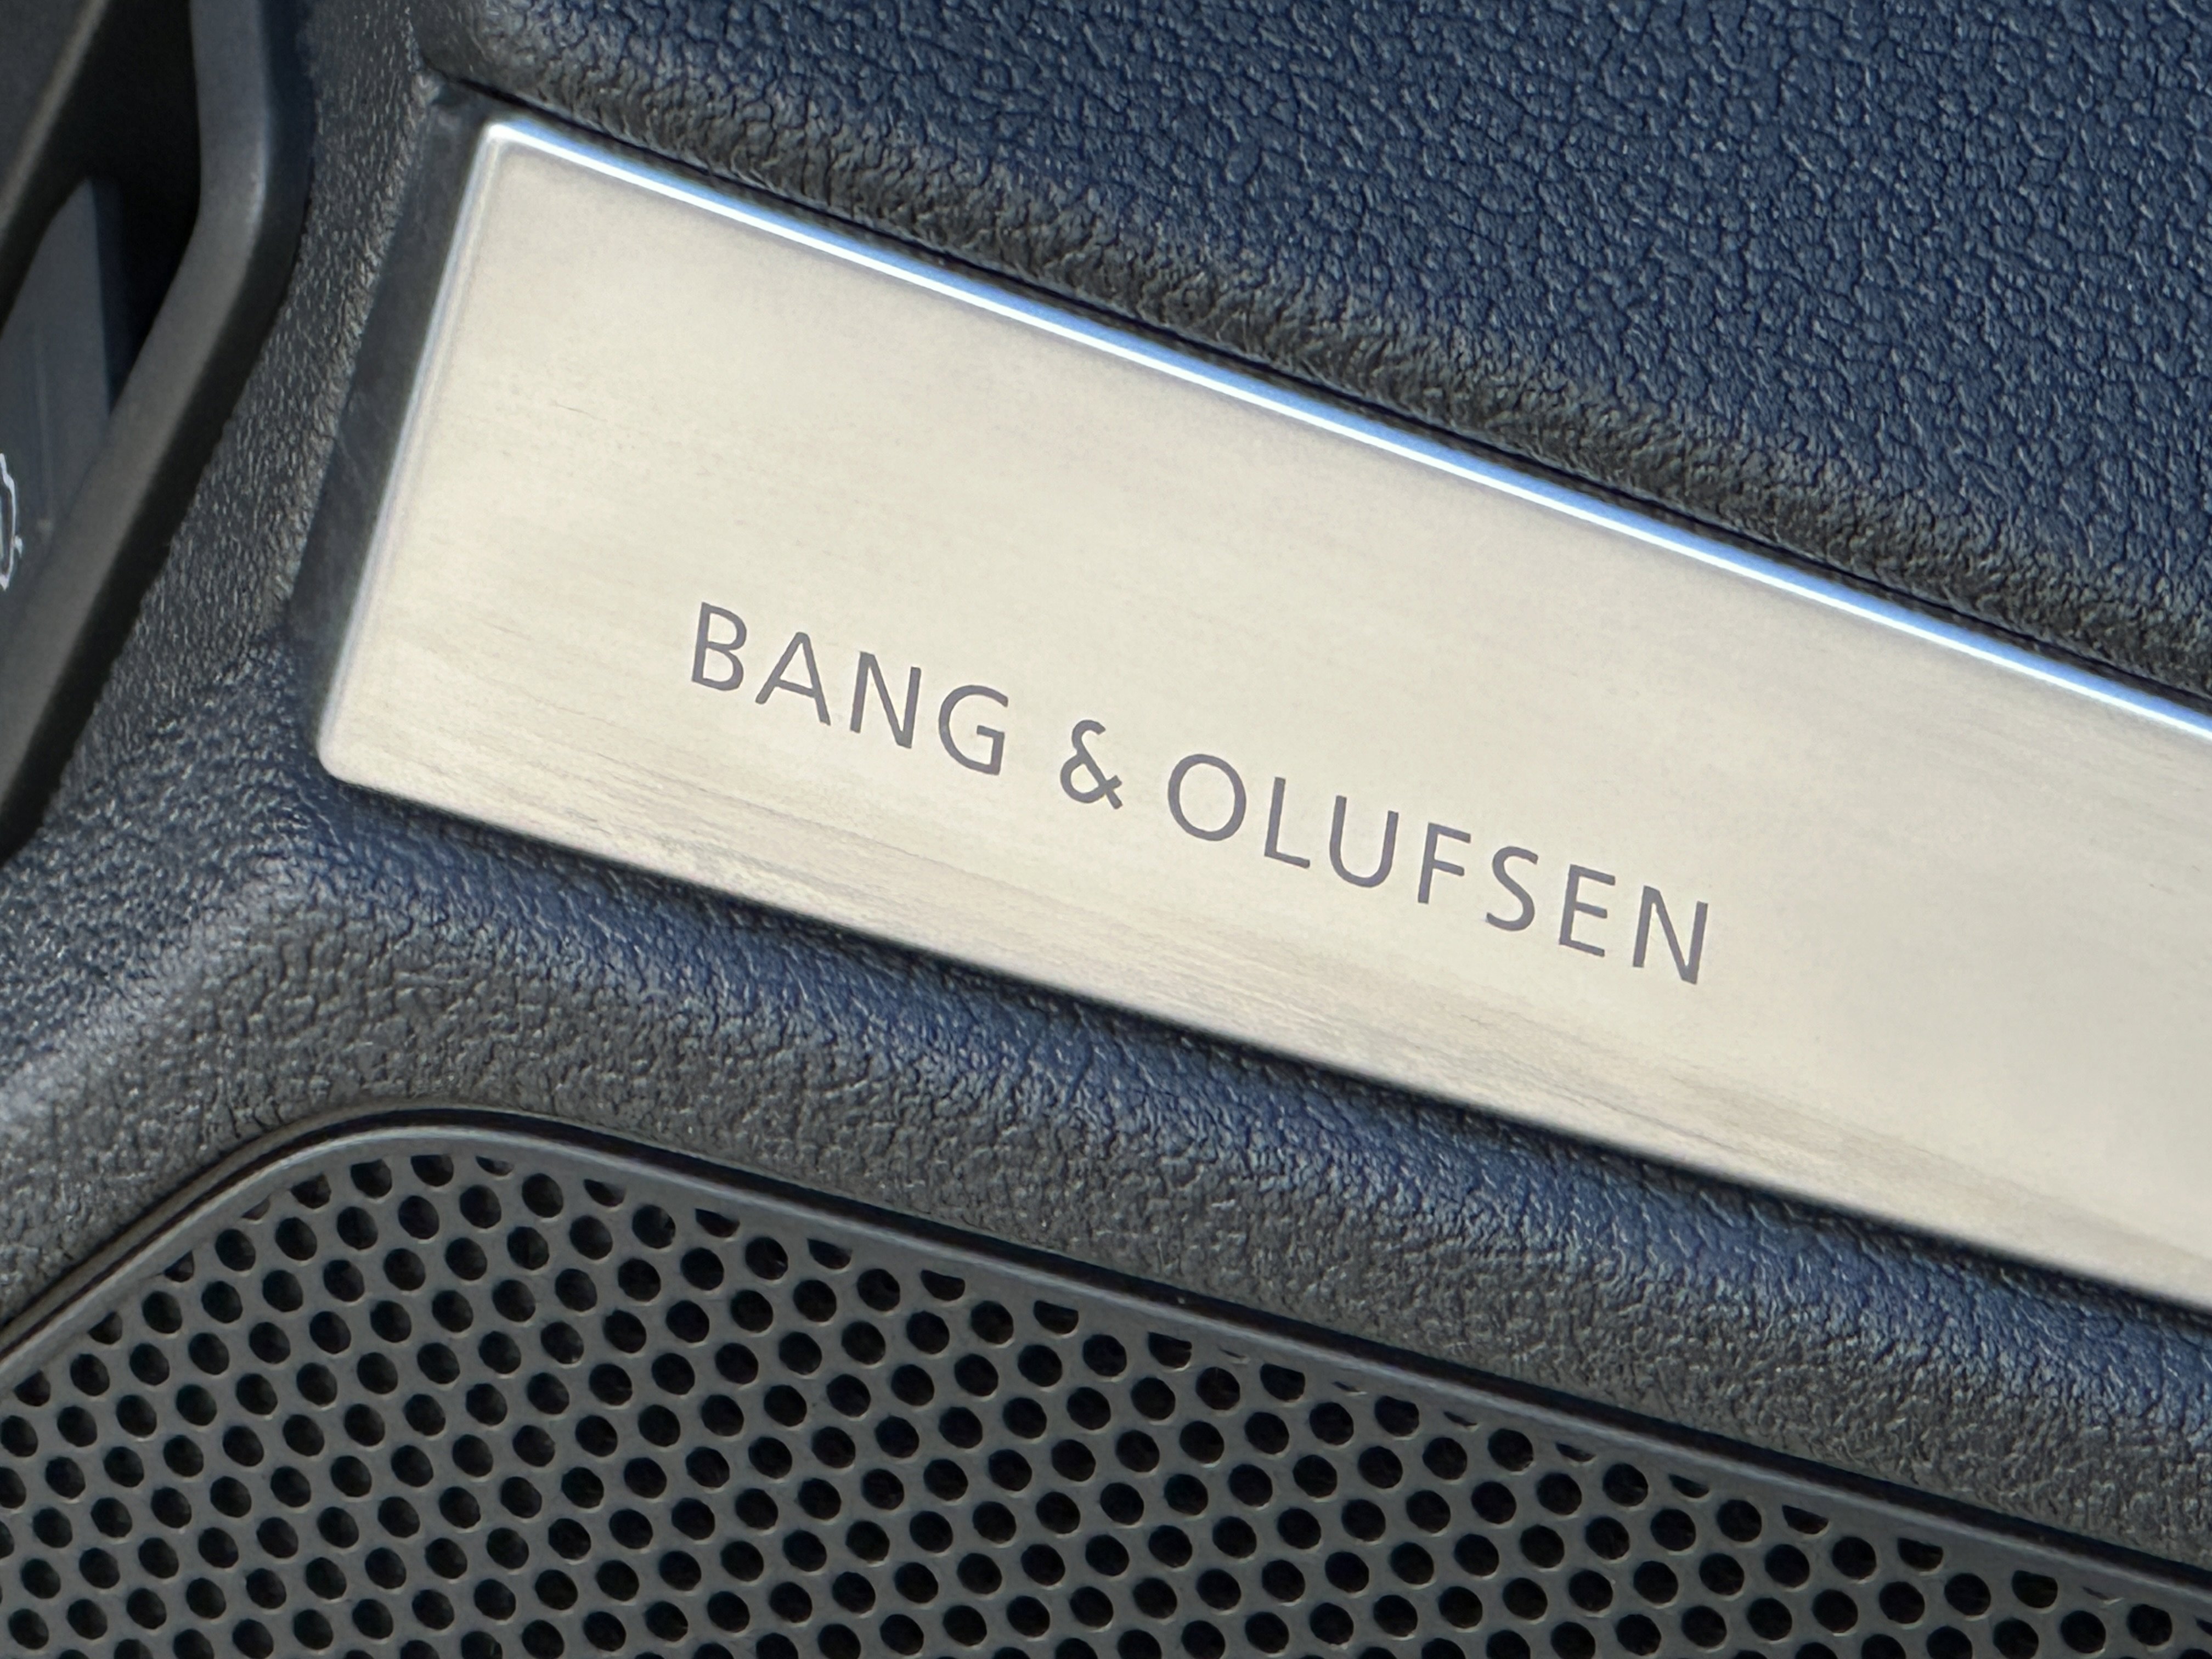 BANG & OLUFSEN